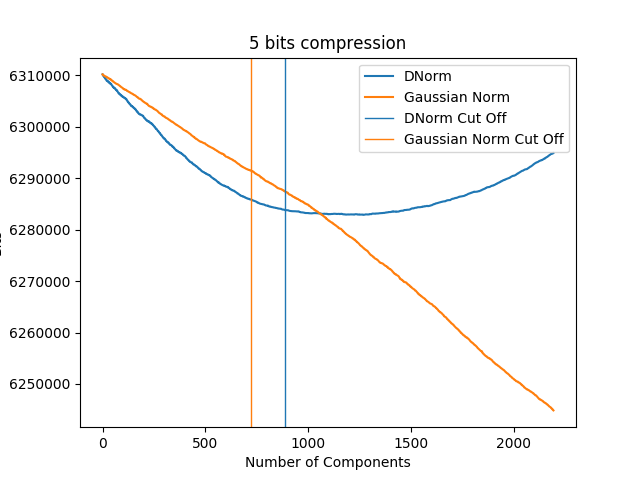 5 bits compression
DNorm
Gaussian Norm
DNorm Cut Off
Gaussian Norm Cut Off
6310000
6300000
6290000
6280000
6270000
6260000
6250000
0 500 1000 1500 2000
Number of Components